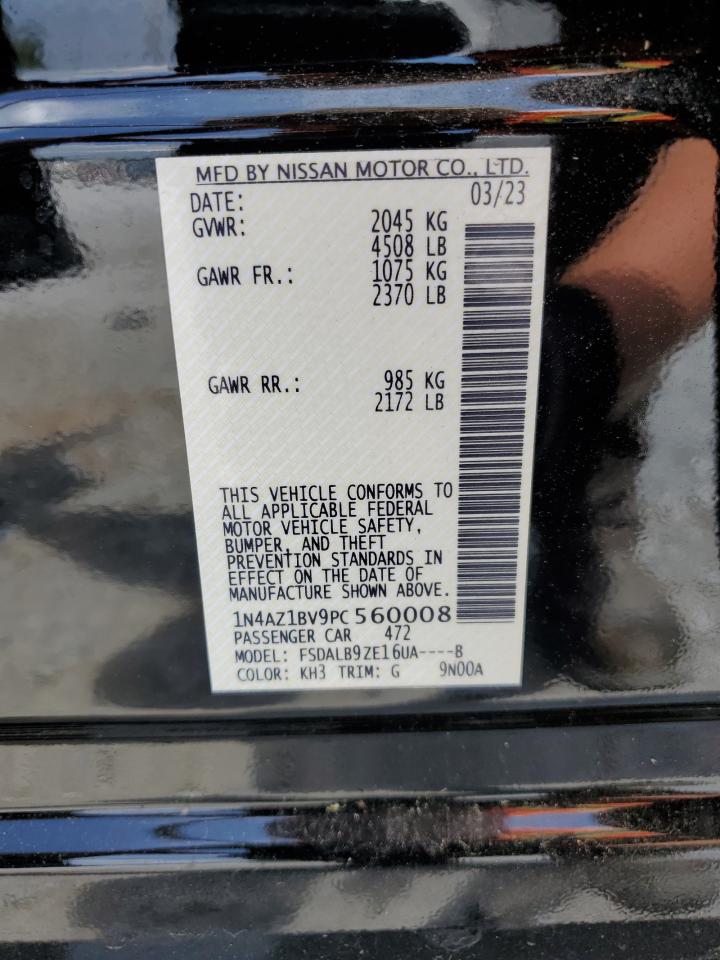 MFD BY NISSAN MOTOR CO., LTD.
DATE: 03/23
GVWR: 2045 KG
4508 LB
GAWR FR.: 1075 KG
2370 LB
GAWR RR.: 985 KG
2172 LB
THIS VEHICLE CONFORMS TO
ALL APPLICABLE FEDERAL
MOTOR VEHICLE SAFETY,
BUMPER, AND THEFT
PREVENTION STANDARDS IN
EFFECT ON THE DATE OF
MANUFACTURE SHOWN ABOVE.
1N4AZ1BV9PC560008
PASSENGER CAR 472
MODEL: FSDALB9ZE16UA----B
COLOR: KH3 TRIM: G 9N00A